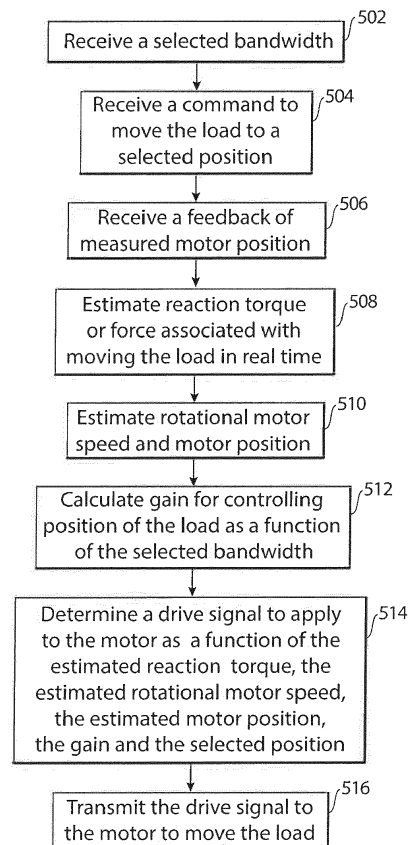 Receive a selected bandwidth
502
Receive a command to
move the load to a
selected position
504
Receive a feedback of
measured motor position
506
Estimate reaction torque
or force associated with
moving the load in real time
508
Estimate rotational motor
speed and motor position
510
Calculate gain for controlling
position of the load as a function
of the selected bandwidth
512
Determine a drive signal to apply
to the motor as a function of the
estimated reaction torque, the
estimated rotational motor speed,
the estimated motor position,
the gain and the selected position
514
Transmit the drive signal to
the motor to move the load
516